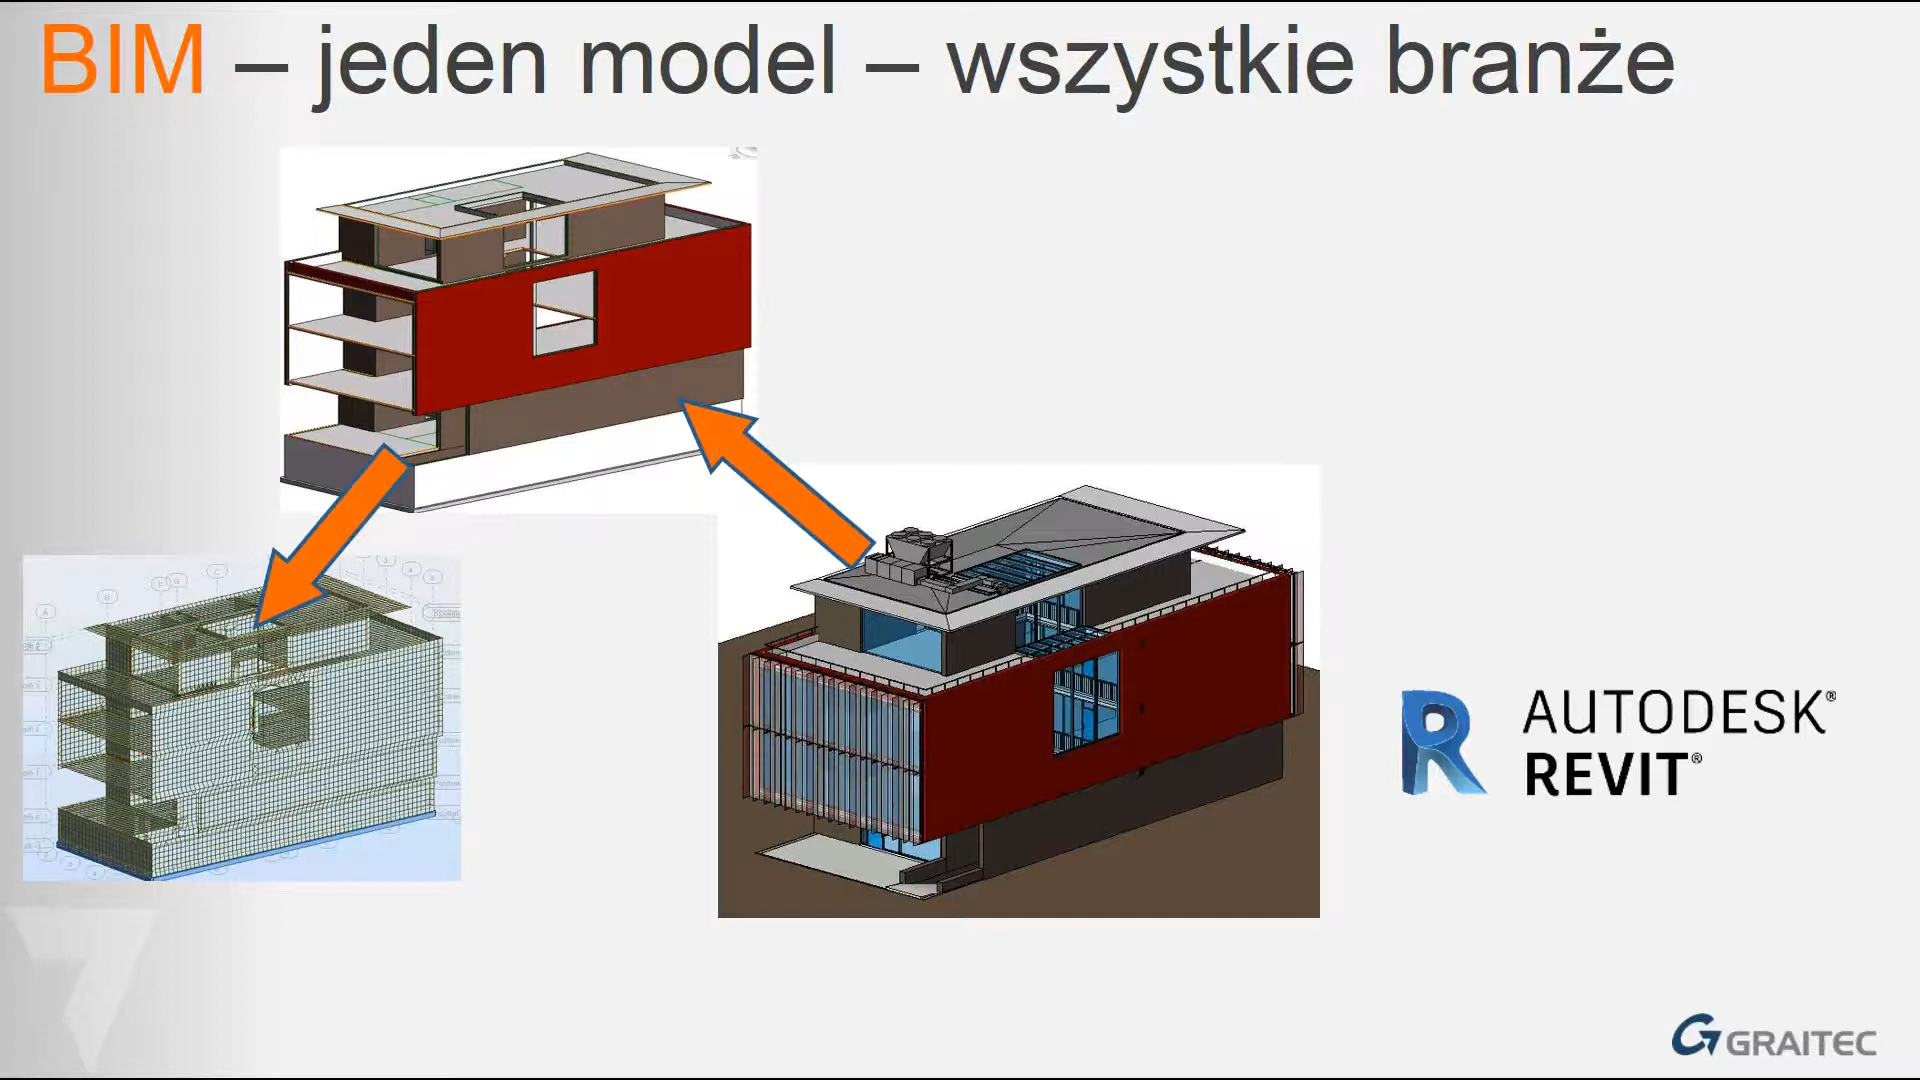 BIM – jeden model – wszystkie branże
AUTODESK®
REVIT®
GRAITEC